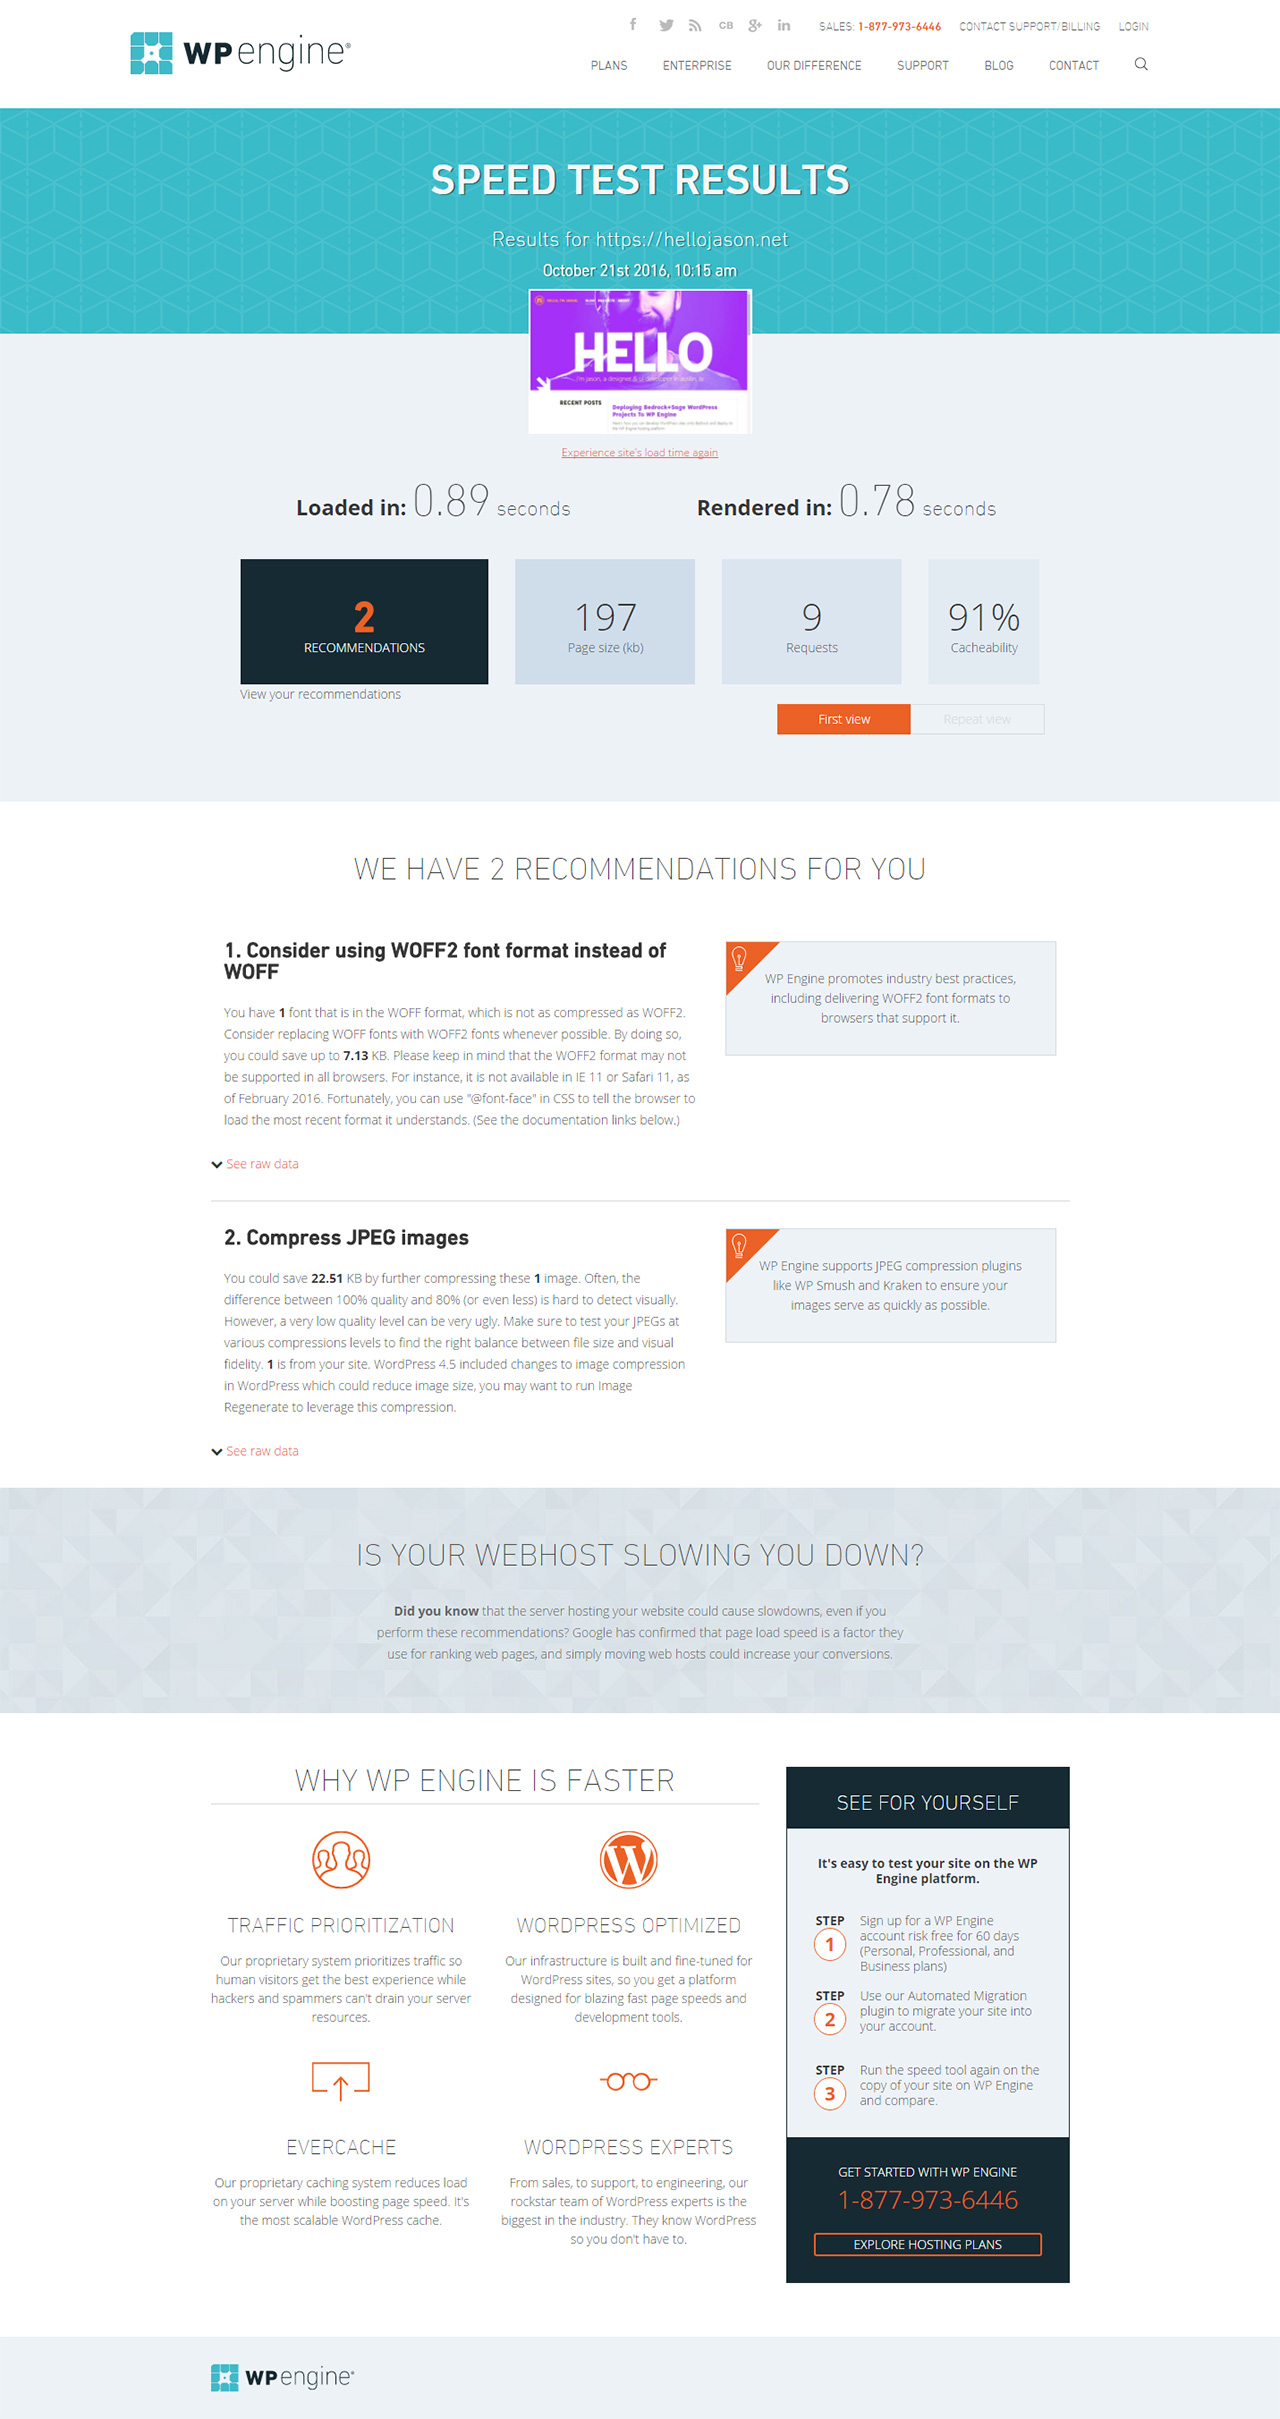 WPengine®
CB
SALES: 1-877-973-6446 CONTACT SUPPORT/BILLING LOGIN
PLANS ENTERPRISE OUR DIFFERENCE SUPPORT BLOG CONTACT
SPEED TEST RESULTS
Results for https://hellojason.net
October 21st 2016, 10:15 am
HELLO
i'm jason, a designer & ui developer in austin, tx
RECENT POSTS
Deploying Bedrock+Sage WordPress
Projects To WP Engine
Experience site's load time again
Loaded in: 0.89 seconds
Rendered in: 0.78 seconds
2
RECOMMENDATIONS
197
Page size (kb)
9
Requests
91%
Cacheability
View your recommendations
First view
Repeat view
WE HAVE 2 RECOMMENDATIONS FOR YOU
1. Consider using WOFF2 font format instead of
WOFF
You have 1 font that is in the WOFF format, which is not as compressed as WOFF2.
Consider replacing WOFF fonts with WOFF2 fonts whenever possible. By doing so,
you could save up to 7.13 KB. Please keep in mind that the WOFF2 format may not
be supported in all browsers. For instance, it is not available in IE 11 or Safari 11, as
of February 2016. Fortunately, you can use "@font-face" in CSS to tell the browser to
load the most recent format it understands. (See the documentation links below.)
WP Engine promotes industry best practices,
including delivering WOFF2 font formats to
browsers that support it.
See raw data
2. Compress JPEG images
You could save 22.51 KB by further compressing these 1 image. Often, the
difference between 100% quality and 80% (or even less) is hard to detect visually.
However, a very low quality level can be very ugly. Make sure to test your JPEGs at
various compressions levels to find the right balance between file size and visual
fidelity. 1 is from your site. WordPress 4.5 included changes to image compression
in WordPress which could reduce image size, you may want to run Image
Regenerate to leverage this compression.
WP Engine supports JPEG compression plugins
like WP Smush and Kraken to ensure your
images serve as quickly as possible.
See raw data
IS YOUR WEBHOST SLOWING YOU DOWN?
Did you know that the server hosting your website could cause slowdowns, even if you
perform these recommendations? Google has confirmed that page load speed is a factor they
use for ranking web pages, and simply moving web hosts could increase your conversions.
WHY WP ENGINE IS FASTER
TRAFFIC PRIORITIZATION
Our proprietary system prioritizes traffic so
human visitors get the best experience while
hackers and spammers can't drain your server
resources.
WORDPRESS OPTIMIZED
Our infrastructure is built and fine-tuned for
WordPress sites, so you get a platform
designed for blazing fast page speeds and
development tools.
EVERCACHE
Our proprietary caching system reduces load
on your server while boosting page speed. It's
the most scalable WordPress cache.
WORDPRESS EXPERTS
From sales, to support, to engineering, our
rockstar team of WordPress experts is the
biggest in the industry. They know WordPress
so you don't have to.
SEE FOR YOURSELF
It's easy to test your site on the WP
Engine platform.
STEP
1
Sign up for a WP Engine
account risk free for 60 days
(Personal, Professional, and
Business plans)
STEP
2
Use our Automated Migration
plugin to migrate your site into
your account.
STEP
3
Run the speed tool again on the
copy of your site on WP Engine
and compare.
GET STARTED WITH WP ENGINE
1-877-973-6446
EXPLORE HOSTING PLANS
WPengine®